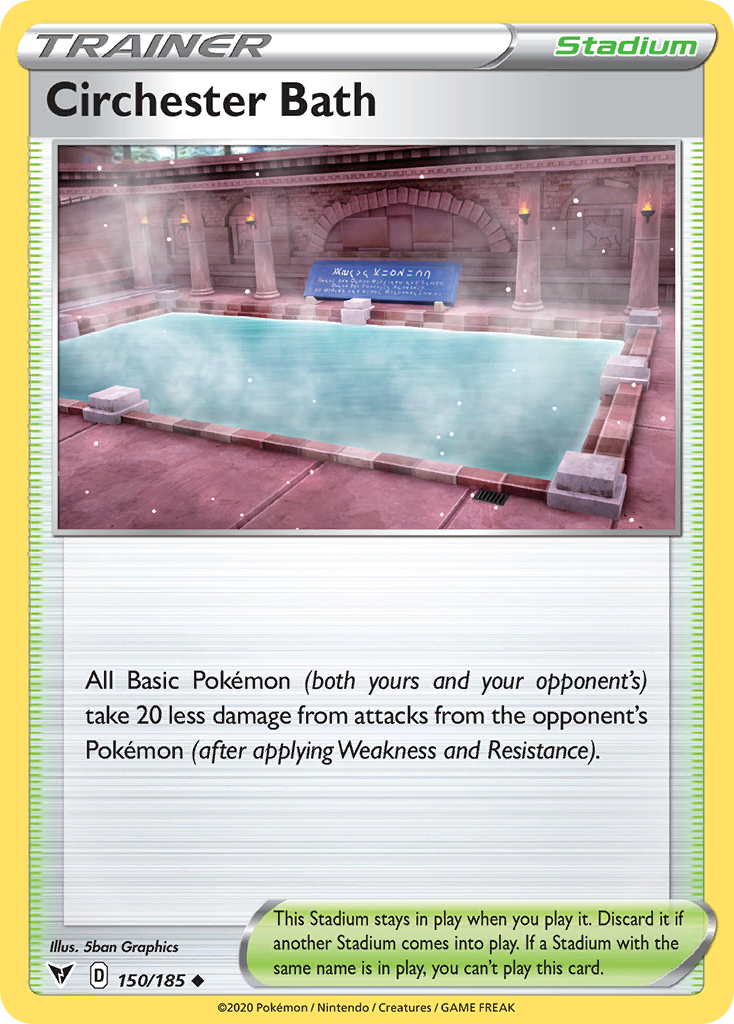 TRAINER
Stadium
Circhester Bath
All Basic Pokémon (both yours and your opponent's)
take 20 less damage from attacks from the opponent's
Pokémon (after applying Weakness and Resistance).
This Stadium stays in play when you play it. Discard it if
another Stadium comes into play. If a Stadium with the
same name is in play, you can't play this card.
Illus. 5ban Graphics
D
150/185
©2020 Pokémon / Nintendo / Creatures / GAME FREAK